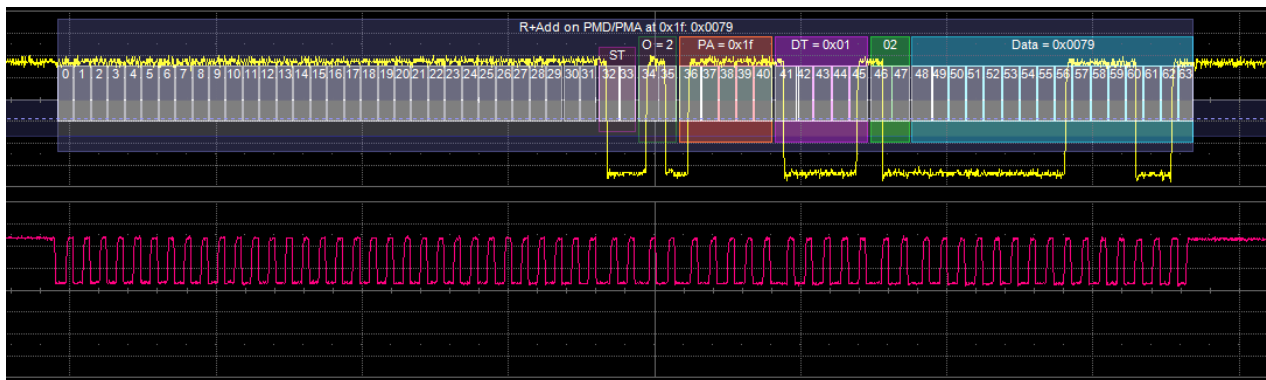 R+Add on PMD/PMA at 0x1f: 0x0079
ST
O = 2
PA = 0x1f
DT = 0x01
02
Data = 0x0079
0 1 2 3 4 5 6 7 8 9 10 11 12 13 14 15 16 17 18 19 20 21 22 23 24 25 26 27 28 29 30 31 32 33 34 35 36 37 38 39 40 41 42 43 44 45 46 47 48 49 50 51 52 53 54 55 56 57 58 59 60 61 62 63